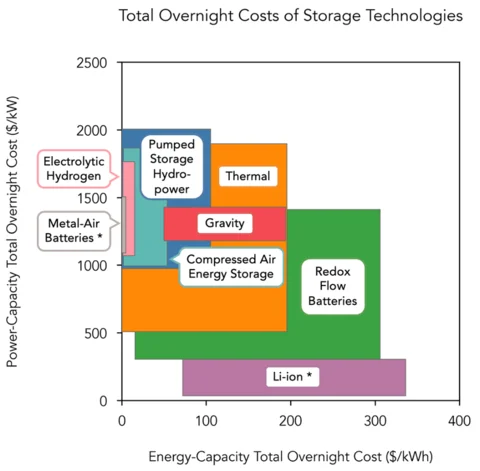 Total Overnight Costs of Storage Technologies
Power-Capacity Total Overnight Cost ($/kW)
2500
2000
1500
1000
500
0
Electrolytic
Hydrogen
Metal-Air
Batteries *
Pumped
Storage
Hydro-
power
Thermal
Gravity
Compressed Air
Energy Storage
Redox
Flow
Batteries
Li-ion *
0
100
200
300
400
Energy-Capacity Total Overnight Cost ($/kWh)